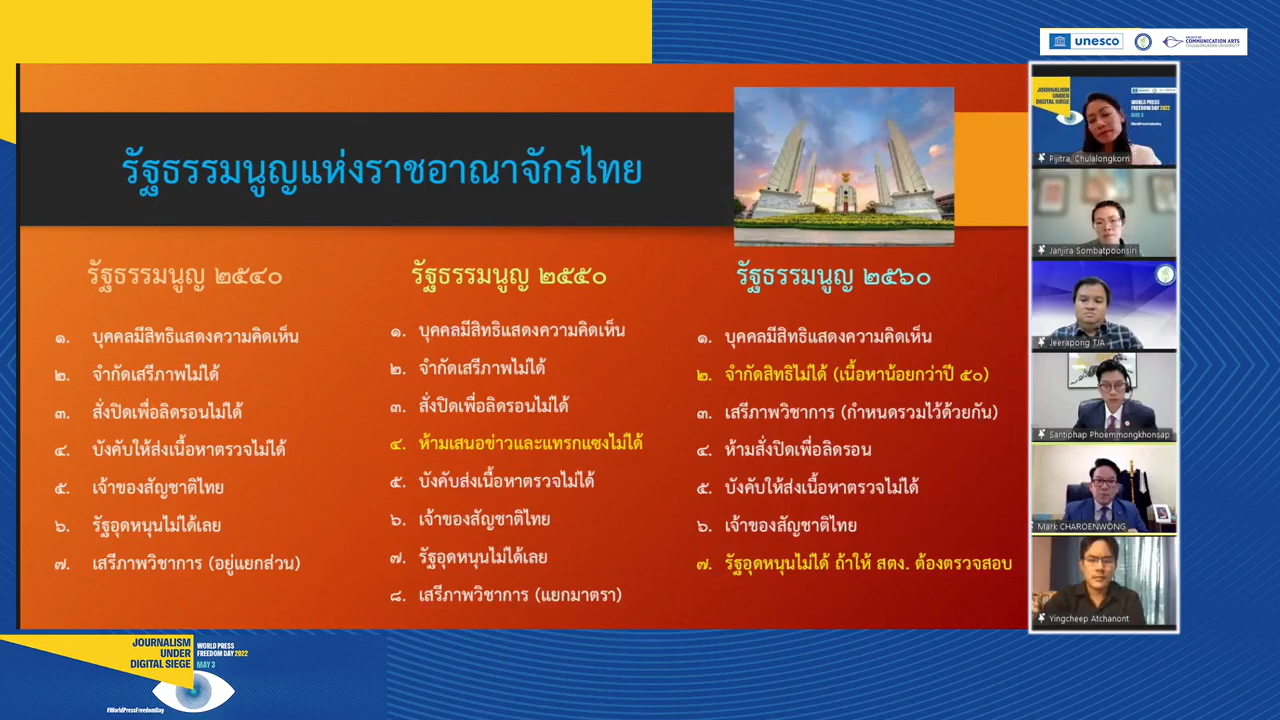 unesco
FACULTY OF
COMMUNICATION ARTS
CHULALONGKORN UNIVERSITY
รัฐธรรมนูญแห่งราชอาณาจักรไทย
รัฐธรรมนูญ ๒๕๔๐
๑. บุคคลมีสิทธิแสดงความคิดเห็น
๒. จำกัดเสรีภาพไม่ได้
๓. สั่งปิดเพื่อลิดรอนไม่ได้
๔. บังคับให้ส่งเนื้อหาตรวจไม่ได้
๕. เจ้าของสัญชาติไทย
๖. รัฐอุดหนุนไม่ได้เลย
๗. เสรีภาพวิชาการ (อยู่แยกส่วน)
รัฐธรรมนูญ ๒๕๕๐
๑. บุคคลมีสิทธิแสดงความคิดเห็น
๒. จำกัดเสรีภาพไม่ได้
๓. สั่งปิดเพื่อลิดรอนไม่ได้
๔. ห้ามเสนอข่าวและแทรกแซงไม่ได้
๕. บังคับส่งเนื้อหาตรวจไม่ได้
๖. เจ้าของสัญชาติไทย
๗. รัฐอุดหนุนไม่ได้เลย
๘. เสรีภาพวิชาการ (แยกมาตรา)
รัฐธรรมนูญ ๒๕๖๐
๑. บุคคลมีสิทธิแสดงความคิดเห็น
๒. จำกัดสิทธิไม่ได้ (เนื้อหาน้อยกว่าปี ๕๐)
๓. เสรีภาพวิชาการ (กำหนดรวมไว้ด้วยกัน)
๔. ห้ามสั่งปิดเพื่อลิดรอน
๕. บังคับให้ส่งเนื้อหาตรวจไม่ได้
๖. เจ้าของสัญชาติไทย
๗. รัฐอุดหนุนไม่ได้ ถ้าให้ สตง. ต้องตรวจสอบ
JOURNALISM
UNDER
DIGITAL SIEGE
WORLD PRESS
FREEDOM DAY 2022
MAY 3
#WorldPressFreedomDay
Pijitra, Chulalongkorn
Janjira Sombatpoonsiri
Jeerapong TJA
Santiphap Phoemmongkhonsap
Mark CHAROENWONG
Yingcheep Atchanont
JOURNALISM
UNDER
DIGITAL SIEGE
WORLD PRESS
FREEDOM DAY 2022
MAY 3
#WorldPressFreedomDay